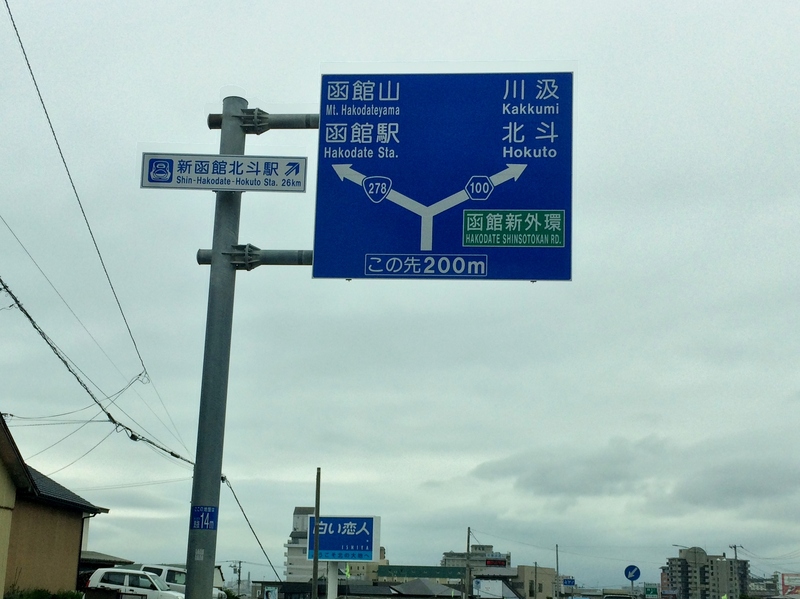 函館山
Mt. Hakodateyama
函館駅
Hakodate Sta.
川汲
Kakkumi
北斗
Hokuto
278
100
函館新外環
HAKODATE SHINSOTOKAN RD.
この先200m
新函館北斗駅
Shin-Hakodate-Hokuto Sta. 26km
14m
白い恋人
ISHIYA